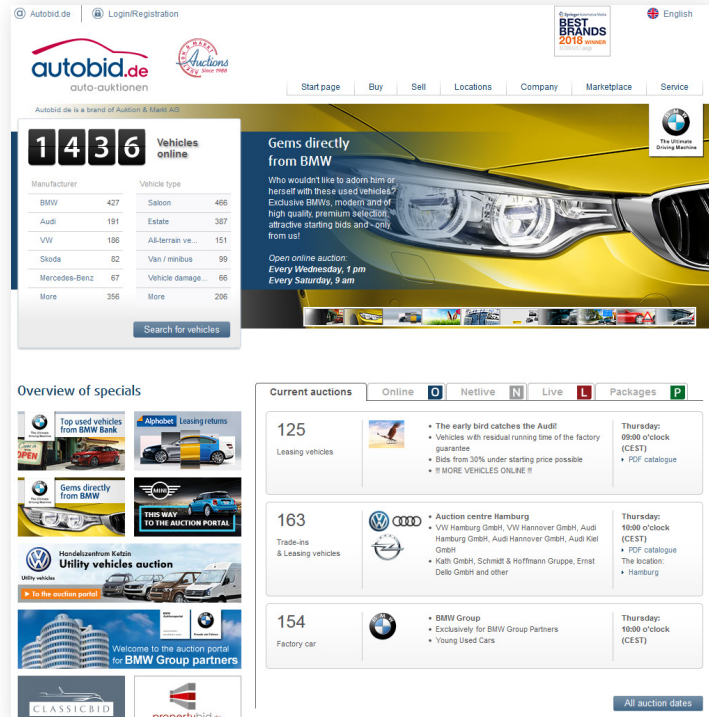 Autobid.de
Login/Registration
Springer Automotive Media
BEST
BRANDS
2018 WINNER
English
autobid.de
auto-auktionen
AUKTION & MARKT
Auctions
Since 1988
Start page
Buy
Sell
Locations
Company
Marketplace
Service
Autobid.de is a brand of Auktion & Markt AG
1436
Vehicles
online
Manufacturer
Vehicle type
BMW 427
Saloon 466
Audi 191
Estate 387
VW 186
All-terrain ve... 151
Skoda 82
Van / minibus 99
Mercedes-Benz 67
Vehicle damage... 66
More 356
More 206
Search for vehicles
Gems directly
from BMW
Who wouldn't like to adorn him or
herself with these used vehicles?
Exclusive BMWs, modern and of
high quality, premium selection,
attractive starting bids and - only
from us!
Open online auction:
Every Wednesday, 1 pm
Every Saturday, 9 am
The Ultimate
Driving Machine
Overview of specials
Top used vehicles
from BMW Bank
OPEN
Alphabet
Leasing returns
Gems directly
from BMW
MINI
THIS WAY
TO THE AUCTION PORTAL
Handelszentrum Ketzin
Utility vehicles auction
Utility vehicles
To the auction portal
Welcome to the auction portal
for BMW Group partners
CLASSICBID
propertybid.de
Current auctions
Online O
Netlive N
Live L
Packages P
125
Leasing vehicles
• The early bird catches the Audi!
• Vehicles with residual running time of the factory
guarantee
• Bids from 30% under starting price possible
• !!! MORE VEHICLES ONLINE !!!
Thursday:
09:00 o'clock
(CEST)
PDF catalogue
163
Trade-ins
& Leasing vehicles
• Auction centre Hamburg
• VW Hamburg GmbH, VW Hannover GmbH, Audi
Hamburg GmbH, Audi Hannover GmbH, Audi Kiel
GmbH
• Kath GmbH, Schmidt & Hoffmann Gruppe, Ernst
Dello GmbH and other
Thursday:
10:00 o'clock
(CEST)
PDF catalogue
The location:
Hamburg
154
Factory car
• BMW Group
• Exclusively for BMW Group Partners
• Young Used Cars
Thursday:
10:00 o'clock
(CEST)
All auction dates